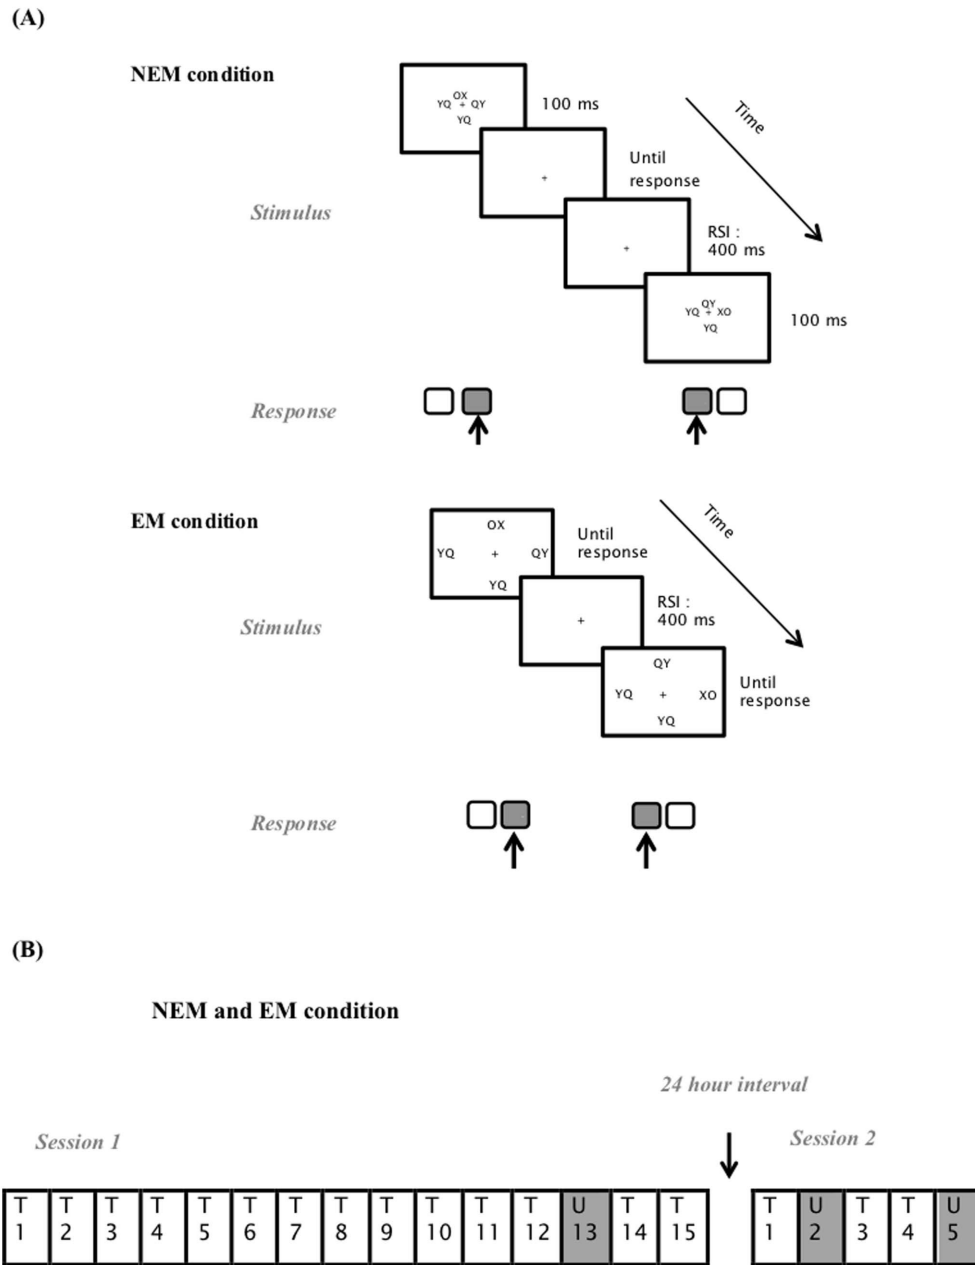 (A)
NEM condition
OX
YQ + QY
YQ
100 ms
Time
+
Until
response
Stimulus
+
RSI :
400 ms
QY
YQ + XO
YQ
100 ms
Response
EM condition
OX
YQ + QY
YQ
Until
response
Time
Stimulus
+
RSI :
400 ms
QY
YQ + XO
YQ
Until
response
Response
(B)
NEM and EM condition
24 hour interval
Session 1
Session 2
T T T T T T T T T T T T U T T T U T T U
1 2 3 4 5 6 7 8 9 10 11 12 13 14 15 1 2 3 4 5